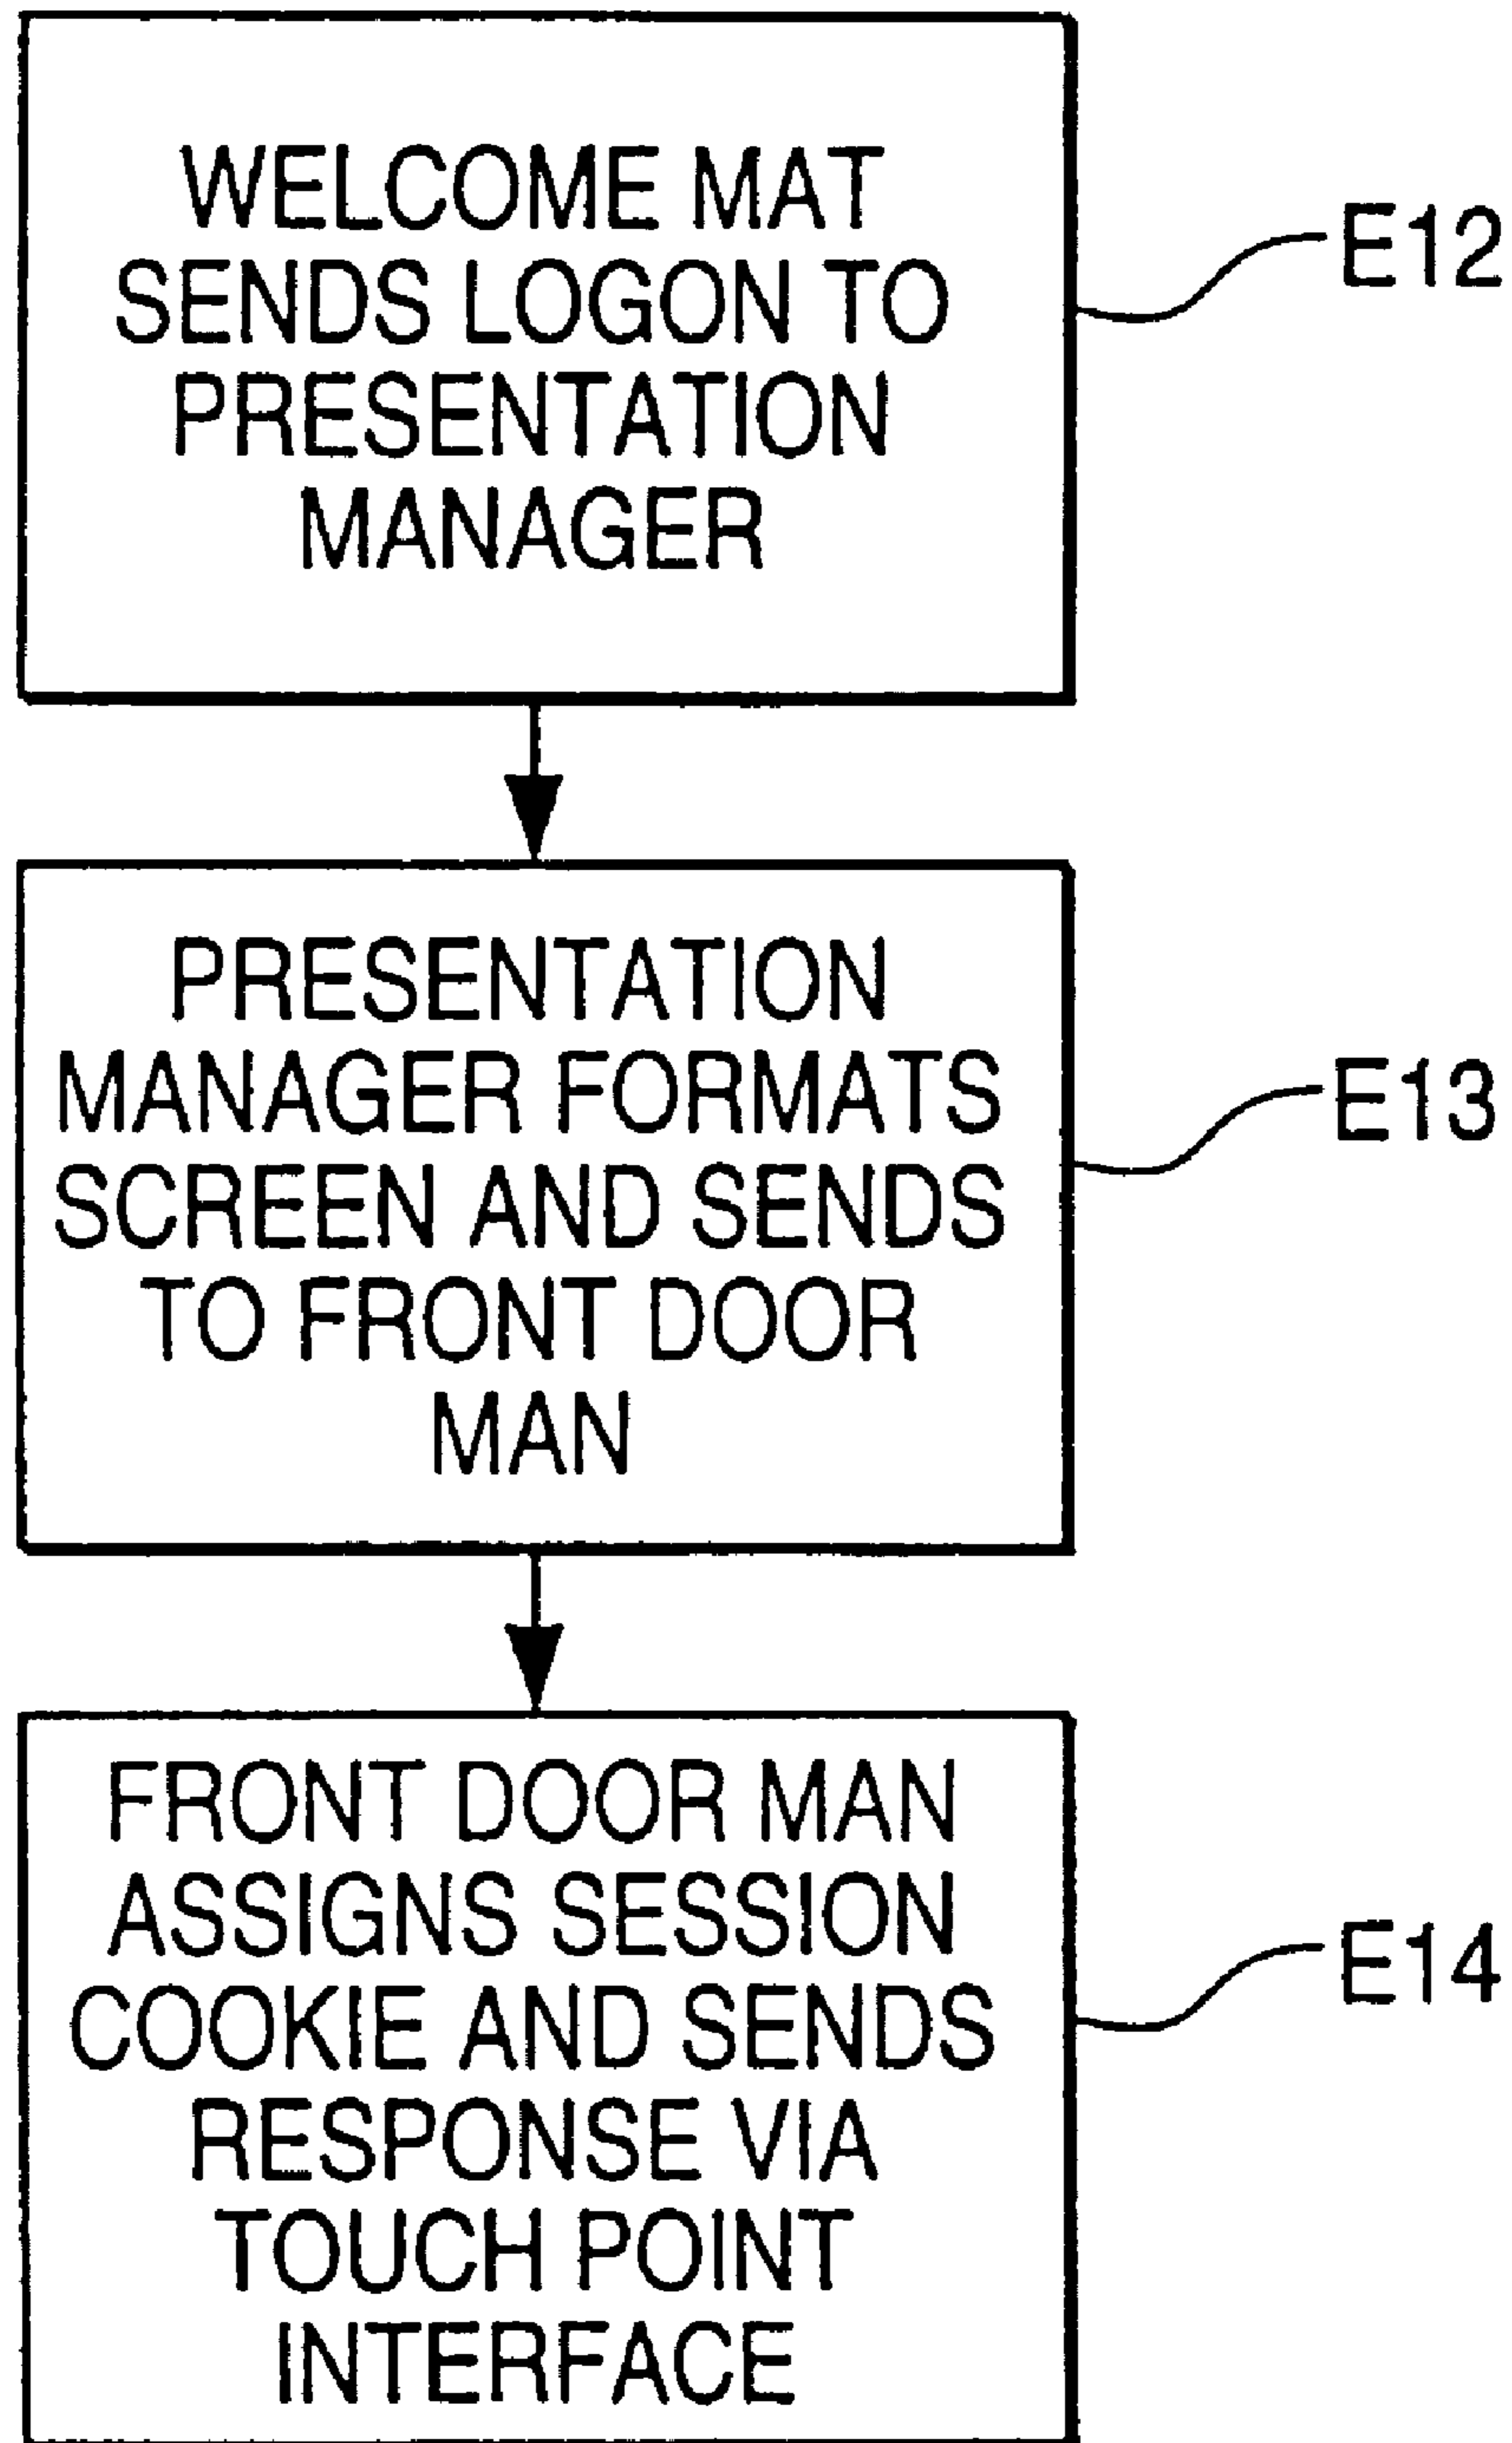 WELCOME MAT
SENDS LOGON TO
PRESENTATION
MANAGER
E12
PRESENTATION
MANAGER FORMATS
SCREEN AND SENDS
TO FRONT DOOR
MAN
E13
FRONT DOOR MAN
ASSIGNS SESSION
COOKIE AND SENDS
RESPONSE VIA
TOUCH POINT
INTERFACE
E14